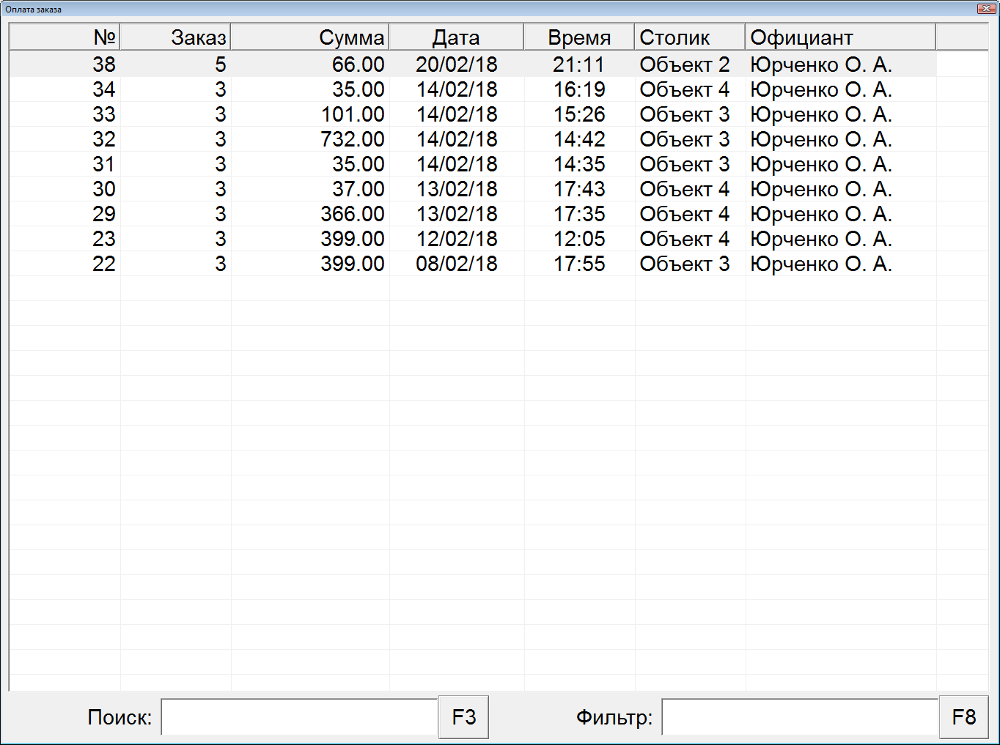 Оплата заказа
№ Заказ Сумма Дата Время Столик Официант
38 5 66.00 20/02/18 21:11 Объект 2 Юрченко О. А.
34 3 35.00 14/02/18 16:19 Объект 4 Юрченко О. А.
33 3 101.00 14/02/18 15:26 Объект 3 Юрченко О. А.
32 3 732.00 14/02/18 14:42 Объект 3 Юрченко О. А.
31 3 35.00 14/02/18 14:35 Объект 3 Юрченко О. А.
30 3 37.00 13/02/18 17:43 Объект 4 Юрченко О. А.
29 3 366.00 13/02/18 17:35 Объект 4 Юрченко О. А.
23 3 399.00 12/02/18 12:05 Объект 4 Юрченко О. А.
22 3 399.00 08/02/18 17:55 Объект 3 Юрченко О. А.
Поиск: F3 Фильтр: F8